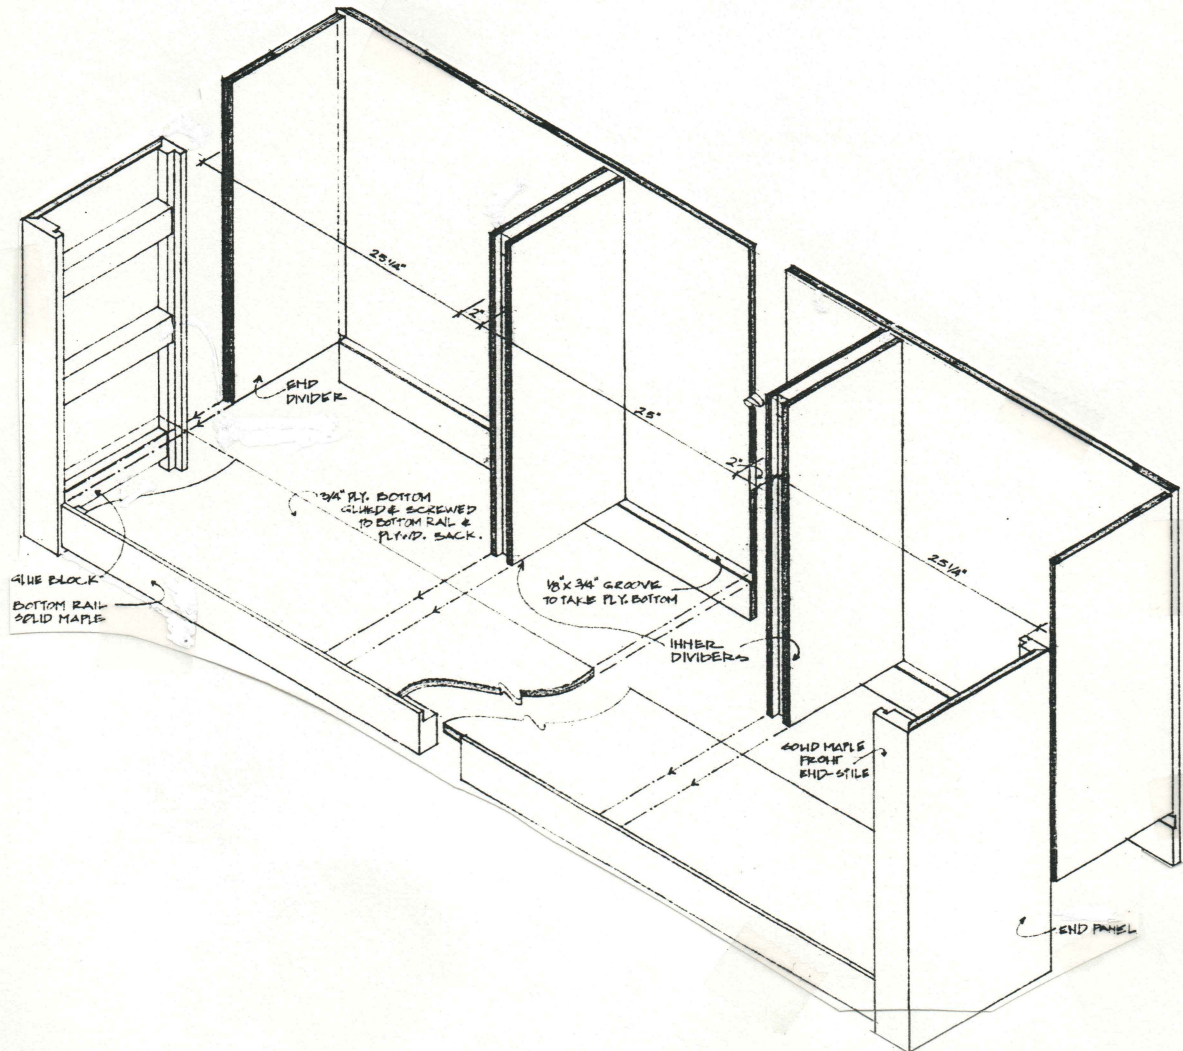 25 1/4"
2"
END
DIVIDER
25"
2"
3/4" PLY. BOTTOM
GLUED & SCREWED
TO BOTTOM RAIL &
PLYWD. BACK.
25 1/4"
GLUE BLOCK
BOTTOM RAIL
SOLID MAPLE
1/8" X 3/4" GROOVE
TO TAKE PLY. BOTTOM
INNER
DIVIDERS
SOLID MAPLE
FRONT
END-STILE
END PANEL